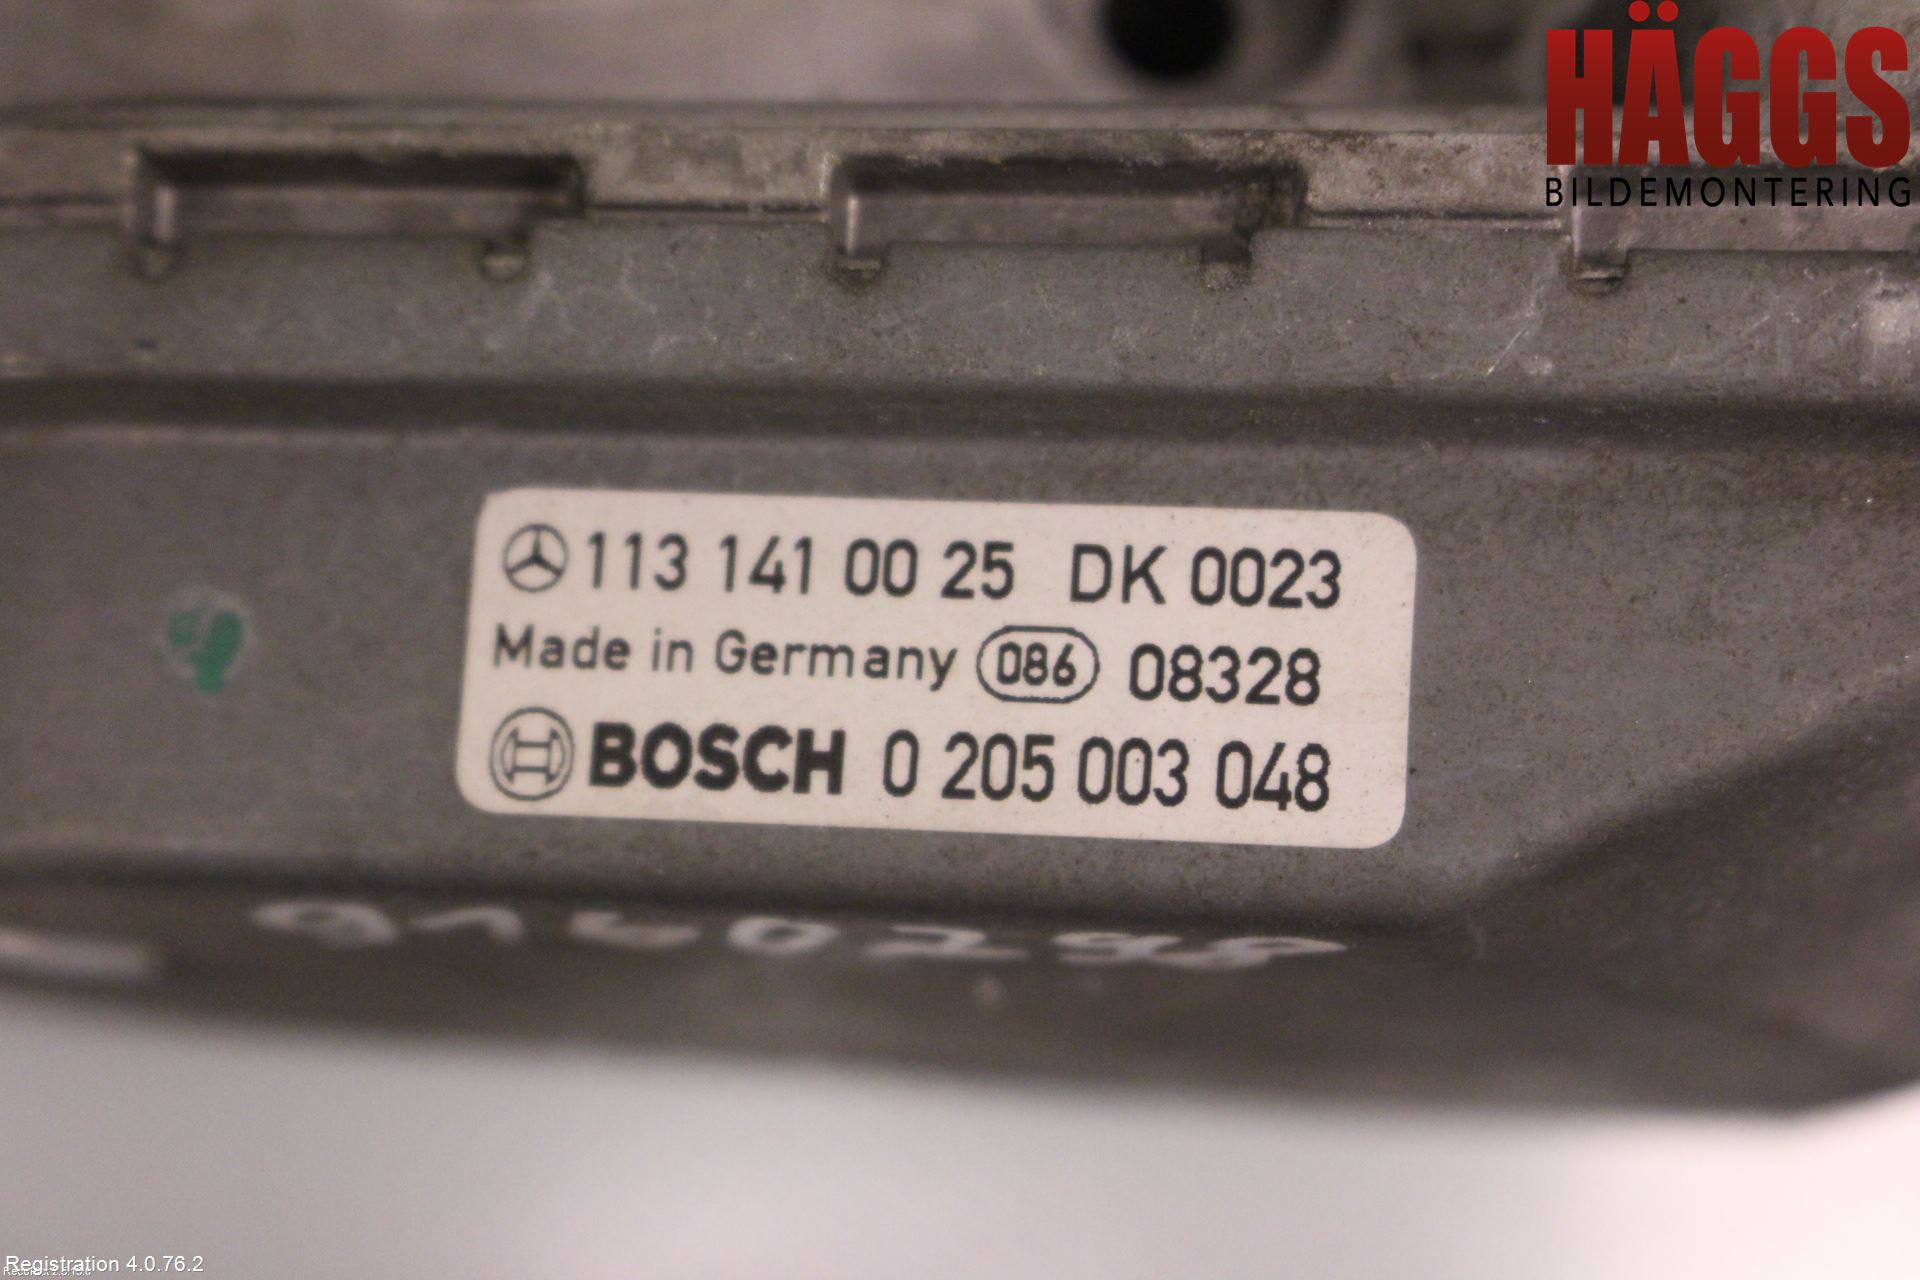 HÄGGS
BILDEMONTERING
113 141 00 25 DK 0023
Made in Germany 086 08328
BOSCH 0 205 003 048
Registration 4.0.76.2